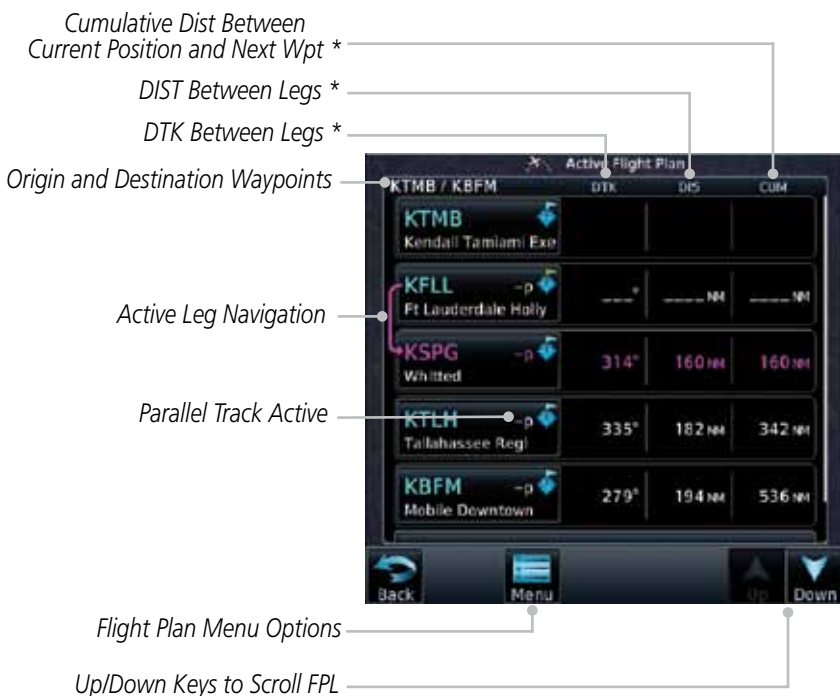 Cumulative Dist Between
Current Position and Next Wpt *
DIST Between Legs *
DTK Between Legs *
Origin and Destination Waypoints
Active Leg Navigation
Parallel Track Active
Flight Plan Menu Options
Up/Down Keys to Scroll FPL
Active Flight Plan
KTMB / KBFM DTK DIS CUM
KTMB
Kendall Tamiami Exe
KFLL -p ___° ____NM ____NM
Ft Lauderdale Holly
KSPG -p 314° 160NM 160NM
Whitted
KTLH -p 335° 182NM 342NM
Tallahassee Regl
KBFM -p 279° 194NM 536NM
Mobile Downtown
Back Menu Up Down